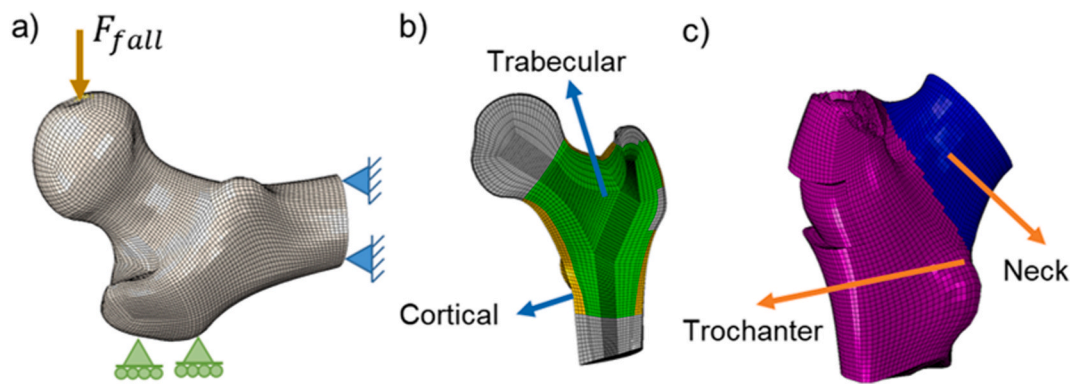 a)
F_fall
b)
Trabecular
Cortical
c)
Neck
Trochanter